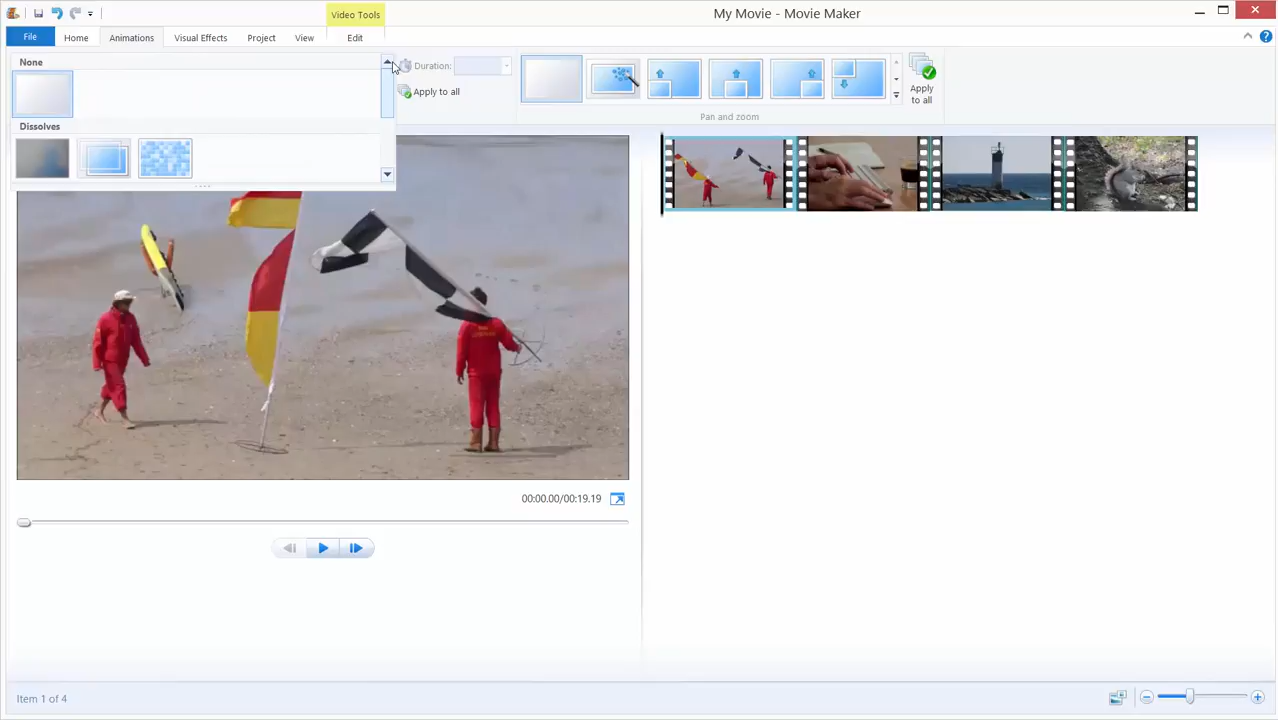 Video Tools
My Movie - Movie Maker
File Home Animations Visual Effects Project View Edit
None
Duration:
Apply to all
Dissolves
Apply
to all
Pan and zoom
00:00.00/00:19.19
Item 1 of 4